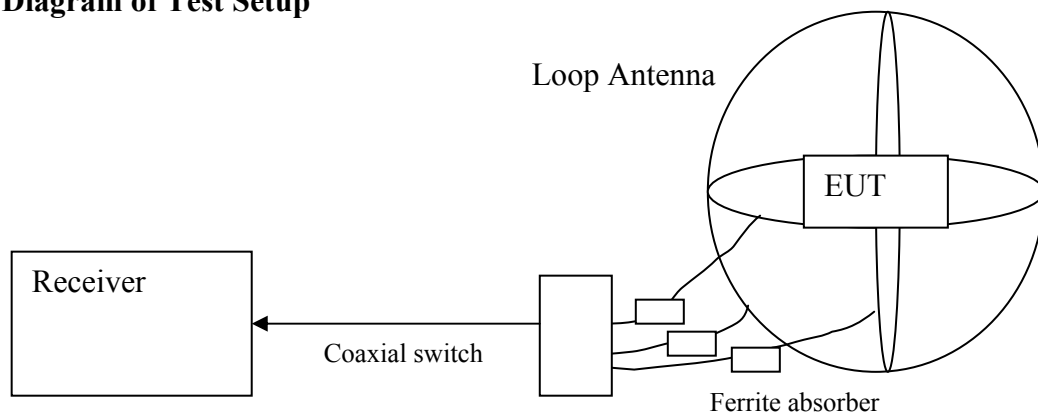 Diagram of Test Setup
Loop Antenna
EUT
Receiver
Coaxial switch
Ferrite absorber